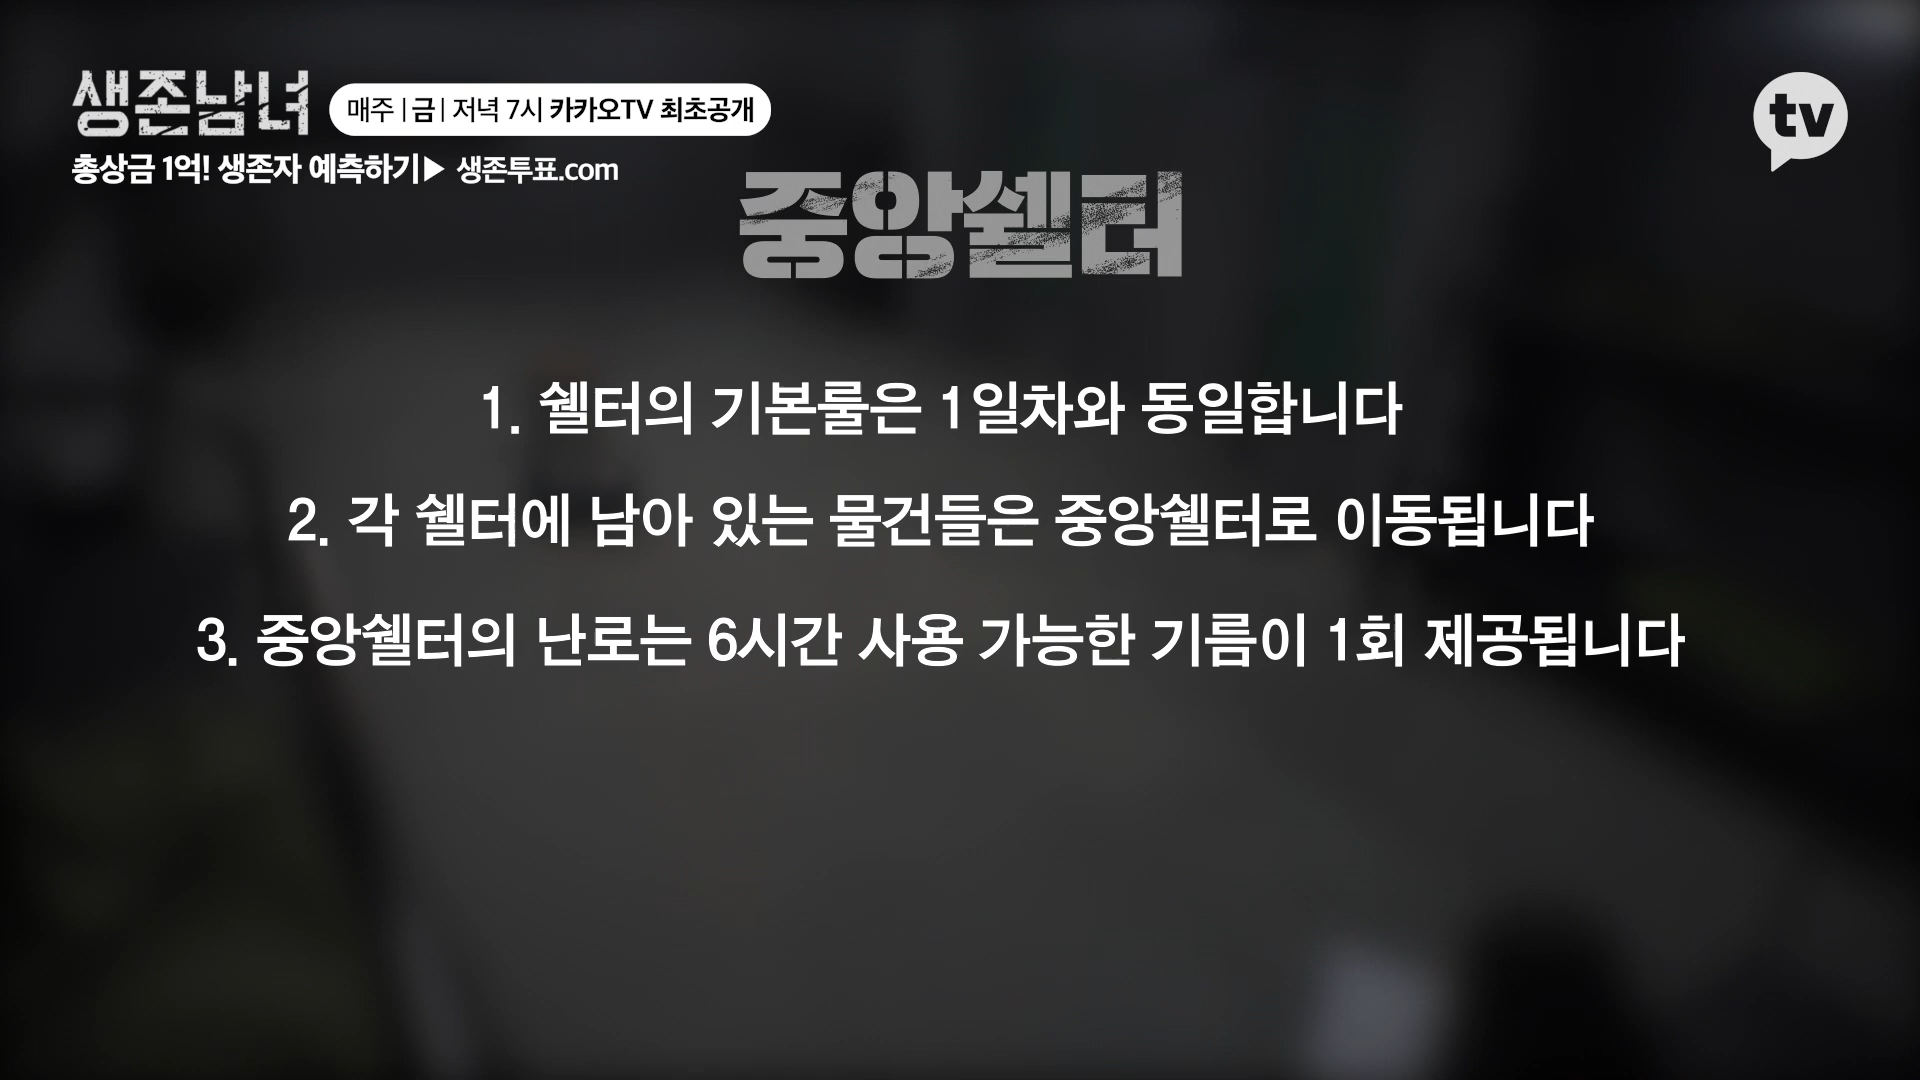 생존남녀
매주 | 금 | 저녁 7시 카카오TV 최초공개
총상금 1억! 생존자 예측하기▶ 생존투표.com
tv
중앙쉘터
1. 쉘터의 기본룰은 1일차와 동일합니다
2. 각 쉘터에 남아 있는 물건들은 중앙쉘터로 이동됩니다
3. 중앙쉘터의 난로는 6시간 사용 가능한 기름이 1회 제공됩니다